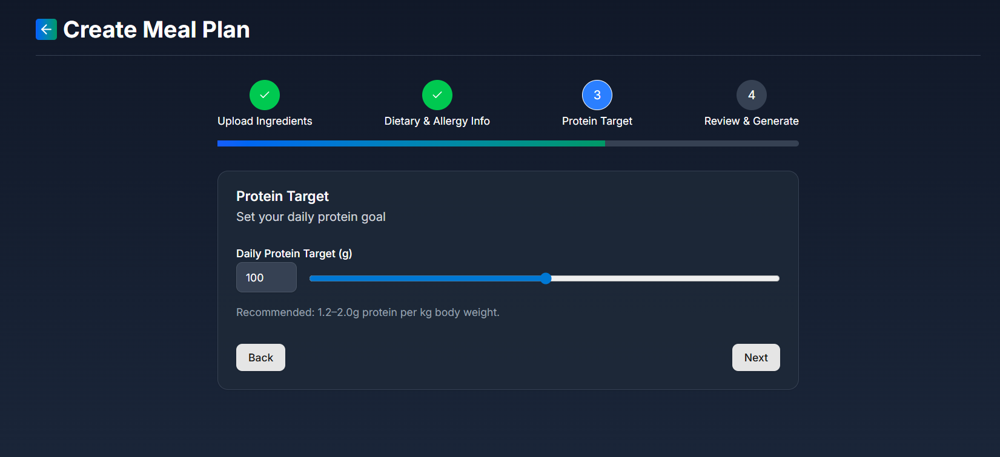 Create Meal Plan
3
4
Upload Ingredients
Dietary & Allergy Info
Protein Target
Review & Generate
Protein Target
Set your daily protein goal
Daily Protein Target (g)
100
Recommended: 1.2–2.0g protein per kg body weight.
Back
Next